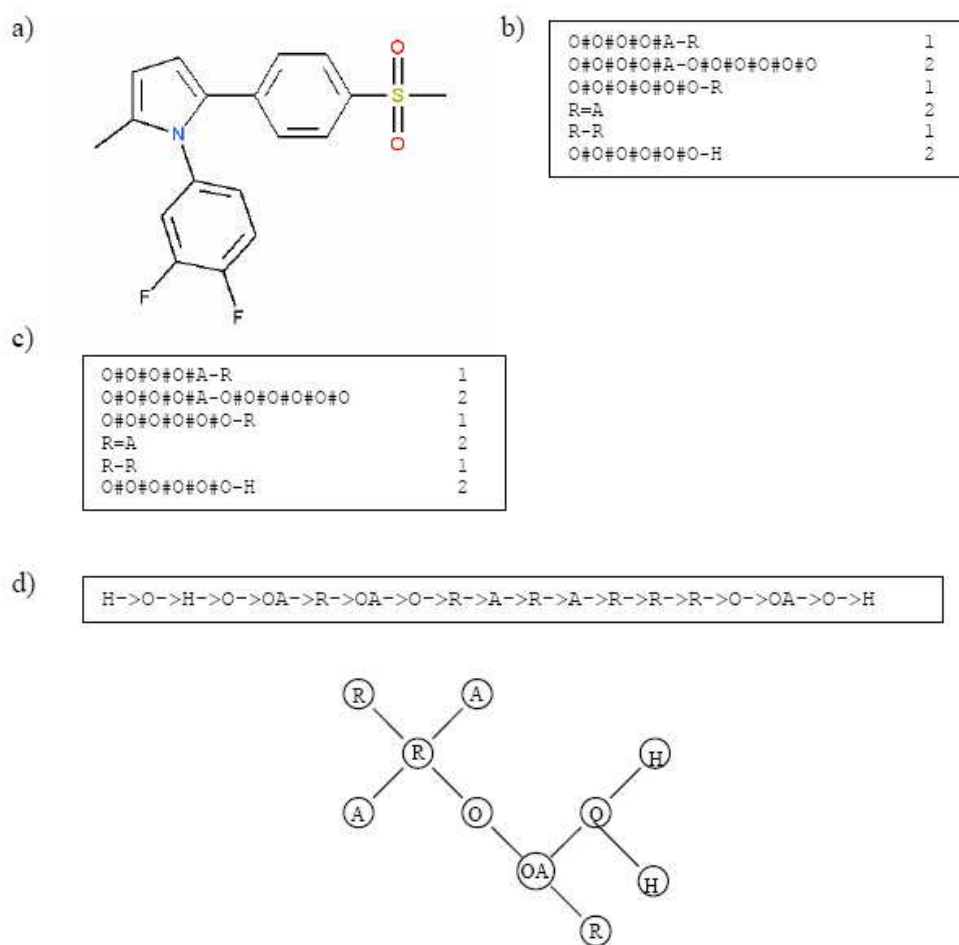 a)
O
S
O
N
F
F
b)
O#O#O#O#A-R 1
O#O#O#O#A-O#O#O#O#O#O 2
O#O#O#O#O#O-R 1
R=A 2
R-R 1
O#O#O#O#O#O-H 2
c)
O#O#O#O#A-R 1
O#O#O#O#A-O#O#O#O#O#O 2
O#O#O#O#O#O-R 1
R=A 2
R-R 1
O#O#O#O#O#O-H 2
d)
H->O->H->O->OA->R->OA->O->R->A->R->A->R->R->R->O->OA->O->H
R A
R H
A O O
OA H
R